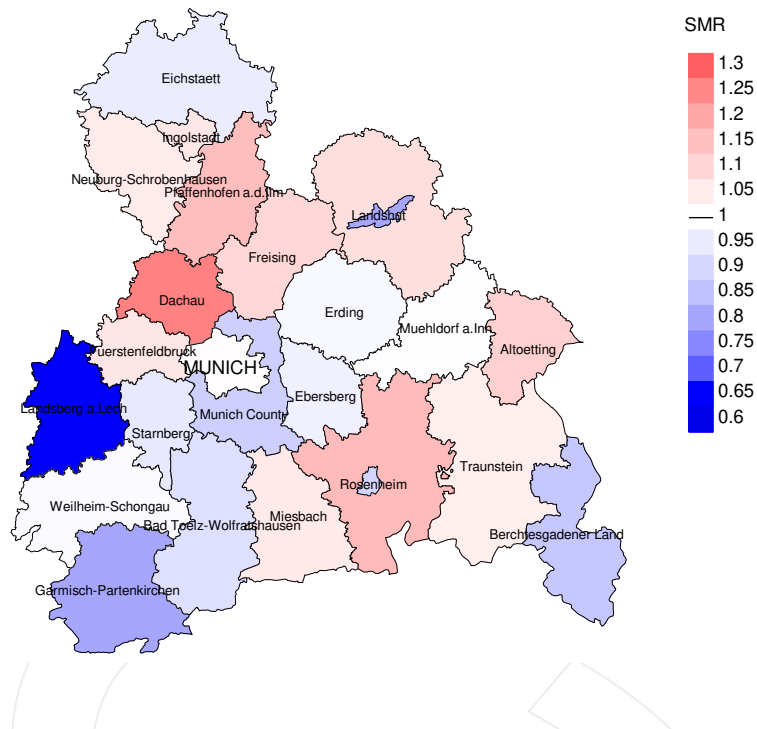 SMR
1.3
1.25
1.2
1.15
1.1
1.05
1
0.95
0.9
0.85
0.8
0.75
0.7
0.65
0.6
Eichstaett
Ingolstadt
Neuburg-Schrobenhausen
Pfaffenhofen a.d.Ilm
Landshut
Freising
Dachau
Erding
Muehldorf a.Inn
Altoetting
Fuerstenfeldbruck
MUNICH
Ebersberg
Landsberg a.Lech
Munich County
Starnberg
Traunstein
Rosenheim
Weilheim-Schongau
Miesbach
Bad Toelz-Wolfratshausen
Berchtesgadener Land
Garmisch-Partenkirchen